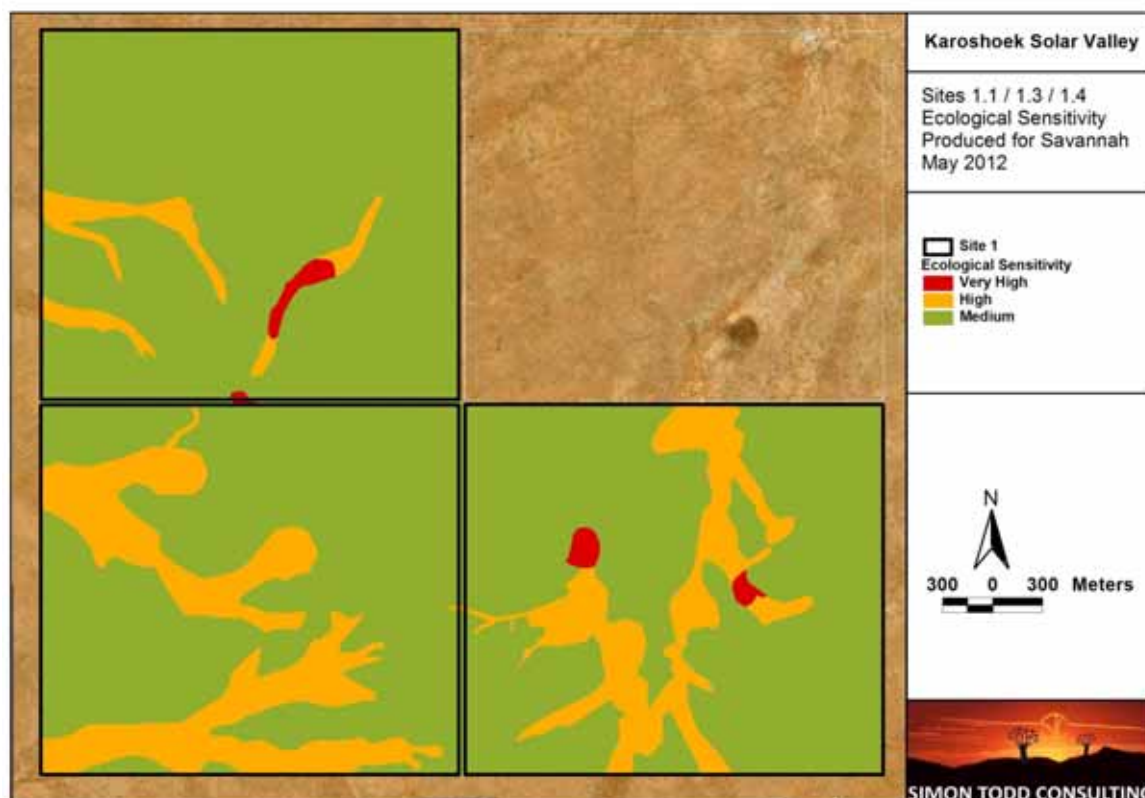 Karoshoek Solar Valley
Sites 1.1 / 1.3 / 1.4
Ecological Sensitivity
Produced for Savannah
May 2012
Site 1
Ecological Sensitivity
Very High
High
Medium
N
300 0 300 Meters
SIMON TODD CONSULTING